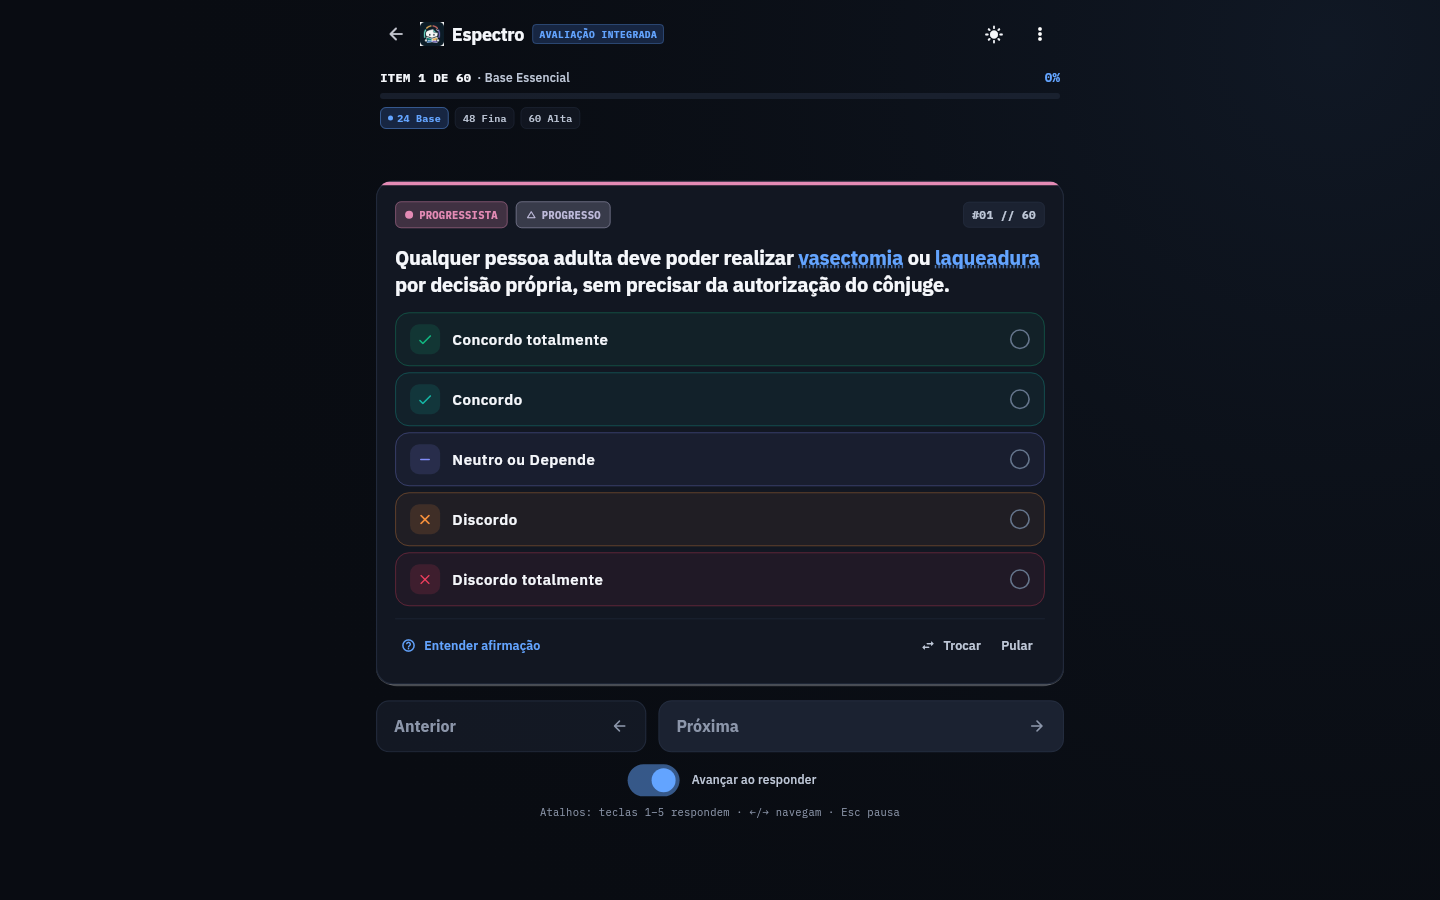 Espectro AVALIAÇÃO INTEGRADA
ITEM 1 DE 60 · Base Essencial 0%
24 Base 48 Fina 60 Alta
PROGRESSISTA PROGRESSO #01 // 60
Qualquer pessoa adulta deve poder realizar vasectomia ou laqueadura
por decisão própria, sem precisar da autorização do cônjuge.
Concordo totalmente
Concordo
Neutro ou Depende
Discordo
Discordo totalmente
Entender afirmação Trocar Pular
Anterior Próxima
Avançar ao responder
Atalhos: teclas 1–5 respondem · ←/→ navegam · Esc pausa